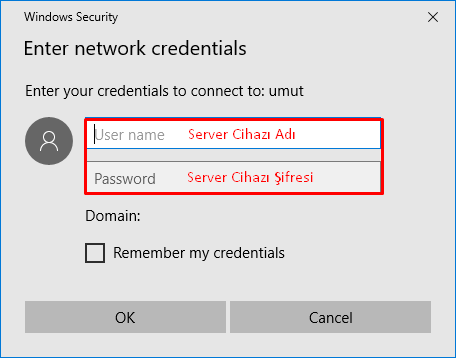 Windows Security
Enter network credentials
Enter your credentials to connect to: umut
User name Server Cihazı Adı
Password Server Cihazı Şifresi
Domain:
Remember my credentials
OK Cancel